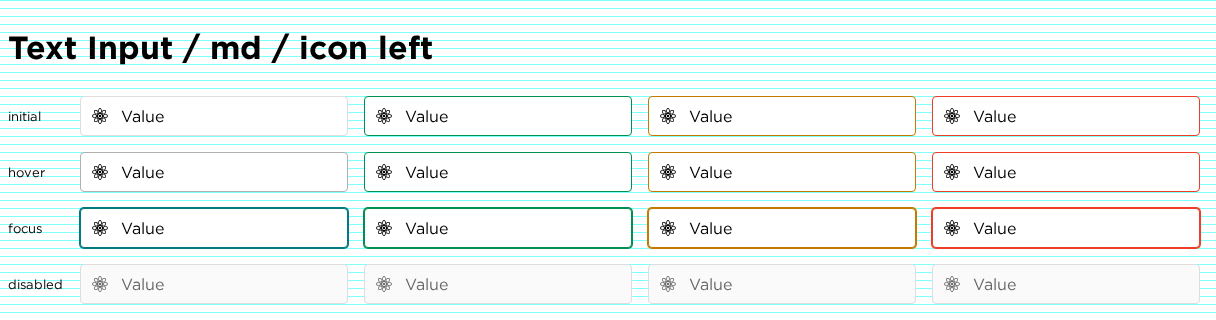 Text Input / md / icon left
initial Value Value Value Value
hover Value Value Value Value
focus Value Value Value Value
disabled Value Value Value Value